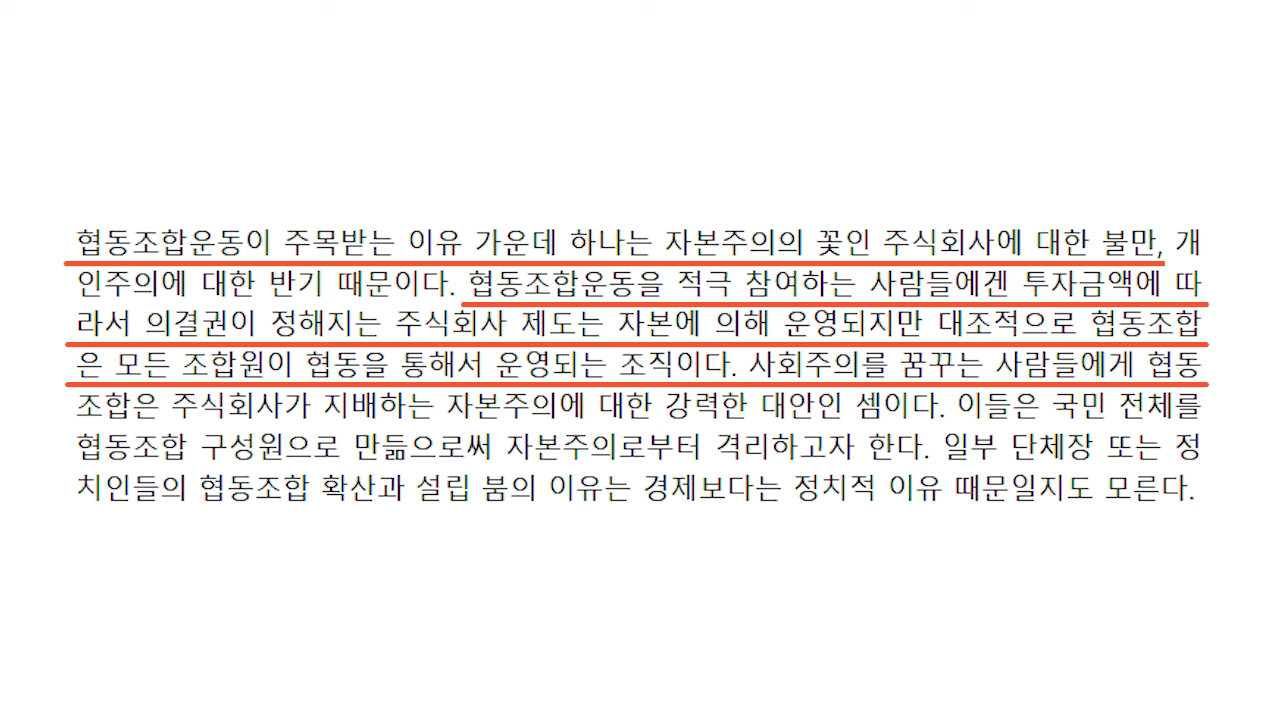 협동조합운동이 주목받는 이유 가운데 하나는 자본주의의 꽃인 주식회사에 대한 불만, 개
인주의에 대한 반기 때문이다. 협동조합운동을 적극 참여하는 사람들에겐 투자금액에 따
라서 의결권이 정해지는 주식회사 제도는 자본에 의해 운영되지만 대조적으로 협동조합
은 모든 조합원이 협동을 통해서 운영되는 조직이다. 사회주의를 꿈꾸는 사람들에게 협동
조합은 주식회사가 지배하는 자본주의에 대한 강력한 대안인 셈이다. 이들은 국민 전체를
협동조합 구성원으로 만듦으로써 자본주의로부터 격리하고자 한다. 일부 단체장 또는 정
치인들의 협동조합 확산과 설립 붐의 이유는 경제보다는 정치적 이유 때문일지도 모른다.